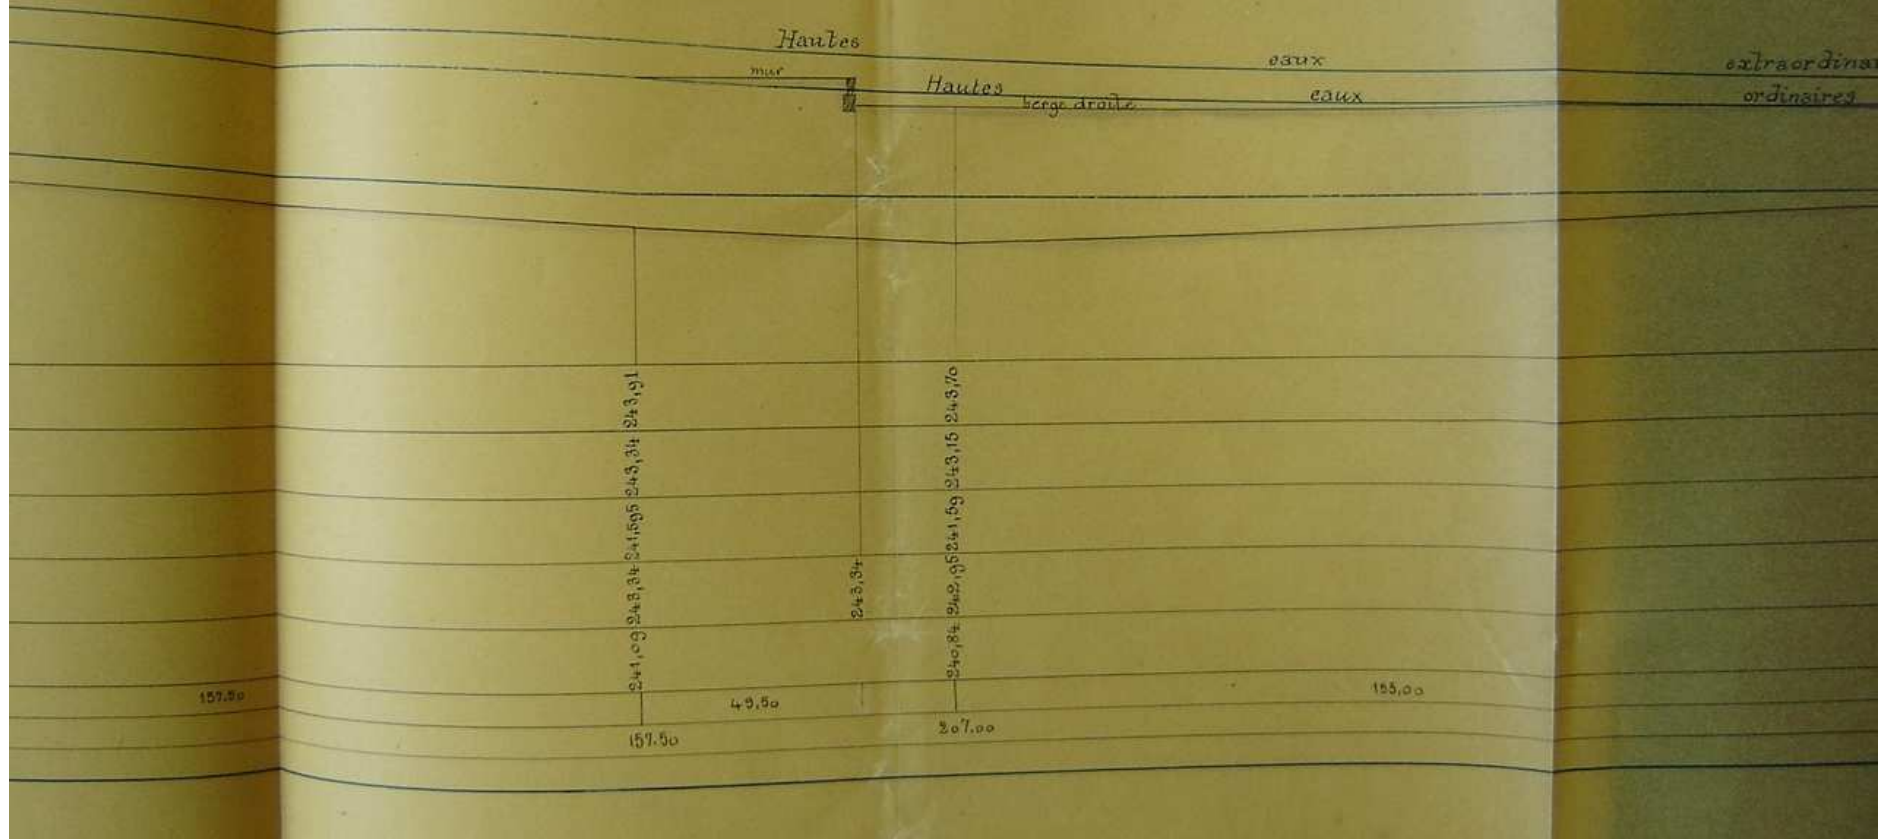 Hautes eaux extraordinai
mur
Hautes eaux ordinaires
berge droite
241,09 243,34 241,595 243,34 243,91
243,34
240,84 242,95 241,59 243,15 243,70
157.50
49,50
155,00
157.50
207.00